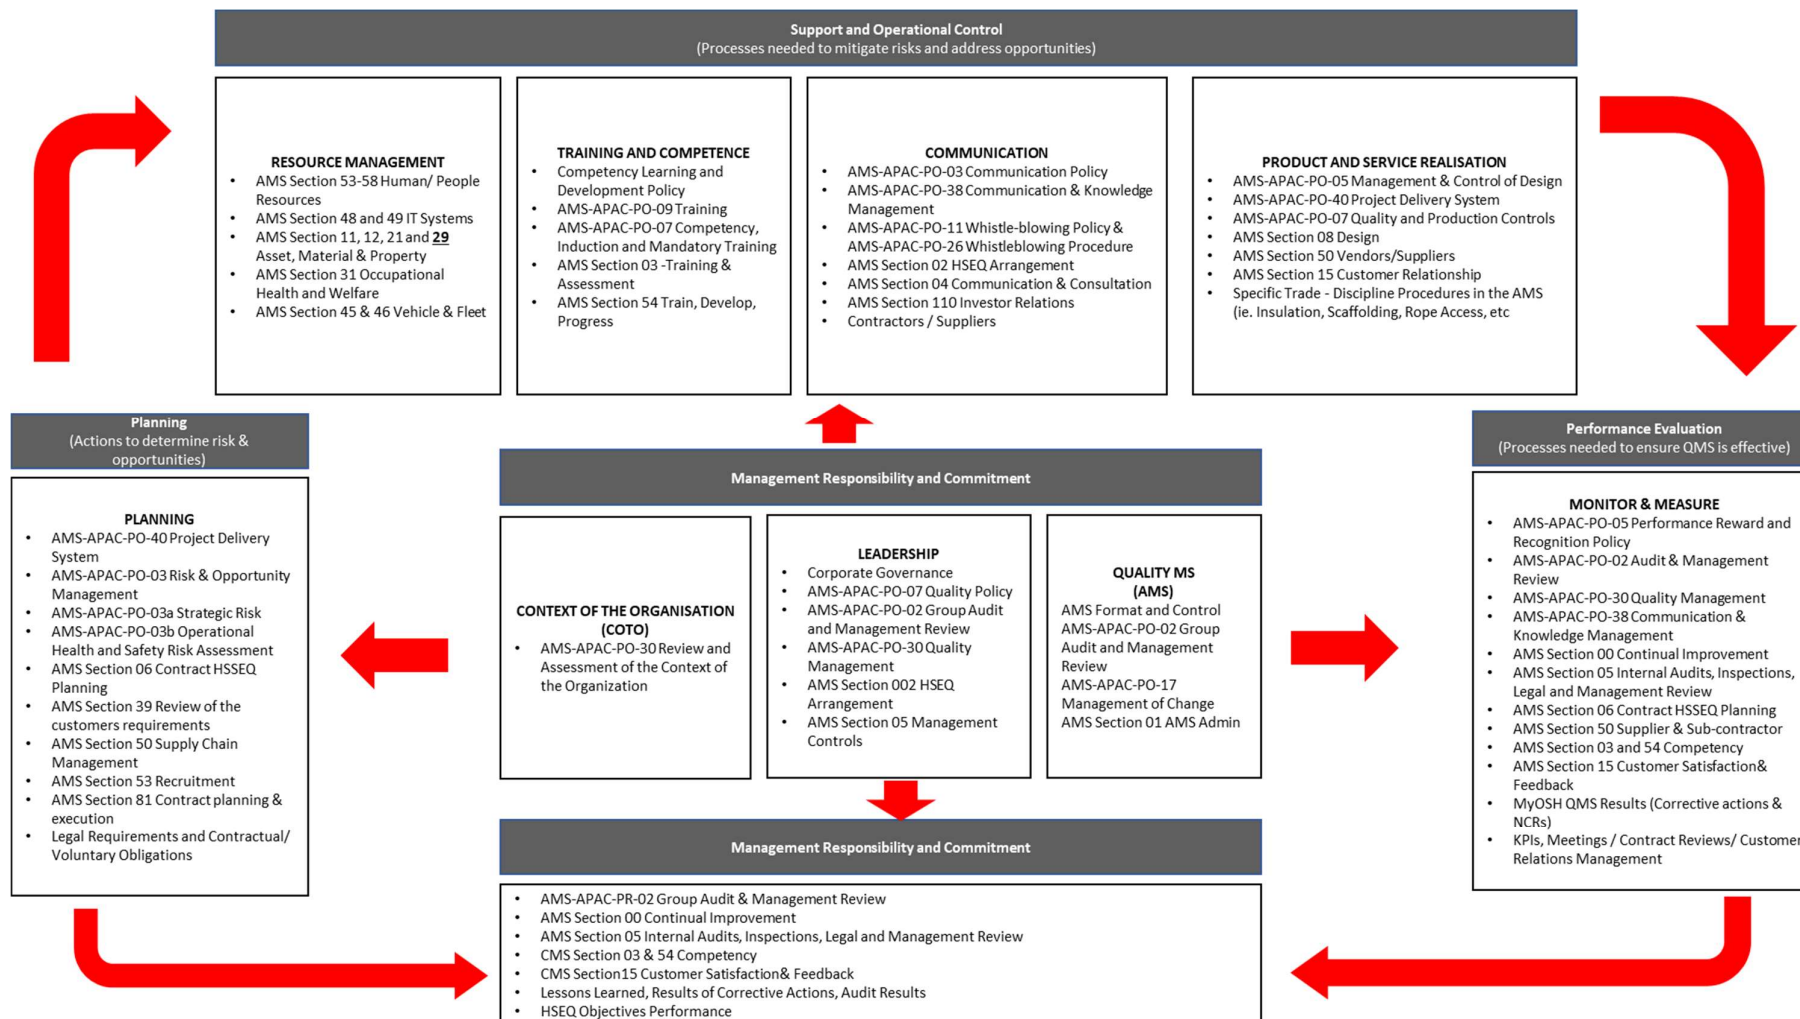 Support and Operational Control
(Processes needed to mitigate risks and address opportunities)
RESOURCE MANAGEMENT
• AMS Section 53-58 Human/ People
Resources
• AMS Section 48 and 49 IT Systems
• AMS Section 11, 12, 21 and 29
Asset, Material & Property
• AMS Section 31 Occupational
Health and Welfare
• AMS Section 45 & 46 Vehicle & Fleet
TRAINING AND COMPETENCE
• Competency Learning and
Development Policy
• AMS-APAC-PO-09 Training
• AMS-APAC-PO-07 Competency,
Induction and Mandatory Training
• AMS Section 03 -Training &
Assessment
• AMS Section 54 Train, Develop,
Progress
COMMUNICATION
• AMS-APAC-PO-03 Communication Policy
• AMS-APAC-PO-38 Communication & Knowledge
Management
• AMS-APAC-PO-11 Whistle-blowing Policy &
• AMS-APAC-PO-26 Whistleblowing Procedure
• AMS Section 02 HSEQ Arrangement
• AMS Section 04 Communication & Consultation
• AMS Section 110 Investor Relations
• Contractors / Suppliers
PRODUCT AND SERVICE REALISATION
• AMS-APAC-PO-05 Management & Control of Design
• AMS-APAC-PO-40 Project Delivery System
• AMS-APAC-PO-07 Quality and Production Controls
• AMS Section 08 Design
• AMS Section 50 Vendors/Suppliers
• AMS Section 15 Customer Relationship
• Specific Trade - Discipline Procedures in the AMS
(ie. Insulation, Scaffolding, Rope Access, etc
Planning
(Actions to determine risk &
opportunities)
PLANNING
• AMS-APAC-PO-40 Project Delivery
System
• AMS-APAC-PO-03 Risk & Opportunity
Management
• AMS-APAC-PO-03a Strategic Risk
• AMS-APAC-PO-03b Operational
Health and Safety Risk Assessment
• AMS Section 06 Contract HSSEQ
Planning
• AMS Section 39 Review of the
customers requirements
• AMS Section 50 Supply Chain
Management
• AMS Section 53 Recruitment
• AMS Section 81 Contract planning &
execution
• Legal Requirements and Contractual/
Voluntary Obligations
Management Responsibility and Commitment
CONTEXT OF THE ORGANISATION
(COTO)
• AMS-APAC-PO-30 Review and
Assessment of the Context of
the Organization
LEADERSHIP
• Corporate Governance
• AMS-APAC-PO-07 Quality Policy
• AMS-APAC-PO-02 Group Audit
and Management Review
• AMS-APAC-PO-30 Quality
Management
• AMS Section 002 HSEQ
Arrangement
• AMS Section 05 Management
Controls
QUALITY MS
(AMS)
AMS Format and Control
AMS-APAC-PO-02 Group
Audit and Management
Review
AMS-APAC-PO-17
Management of Change
AMS Section 01 AMS Admin
Performance Evaluation
(Processes needed to ensure QMS is effective)
MONITOR & MEASURE
• AMS-APAC-PO-05 Performance Reward and
Recognition Policy
• AMS-APAC-PO-02 Audit & Management
Review
• AMS-APAC-PO-30 Quality Management
• AMS-APAC-PO-38 Communication &
Knowledge Management
• AMS Section 00 Continual Improvement
• AMS Section 05 Internal Audits, Inspections,
Legal and Management Review
• AMS Section 06 Contract HSSEQ Planning
• AMS Section 50 Supplier & Sub-contractor
• AMS Section 03 and 54 Competency
• AMS Section 15 Customer Satisfaction&
Feedback
• MyOSH QMS Results (Corrective actions &
NCRs)
• KPIs, Meetings / Contract Reviews/ Customer
Relations Management
Management Responsibility and Commitment
• AMS-APAC-PR-02 Group Audit & Management Review
• AMS Section 00 Continual Improvement
• AMS Section 05 Internal Audits, Inspections, Legal and Management Review
• CMS Section 03 & 54 Competency
• CMS Section15 Customer Satisfaction& Feedback
• Lessons Learned, Results of Corrective Actions, Audit Results
• HSEQ Objectives Performance